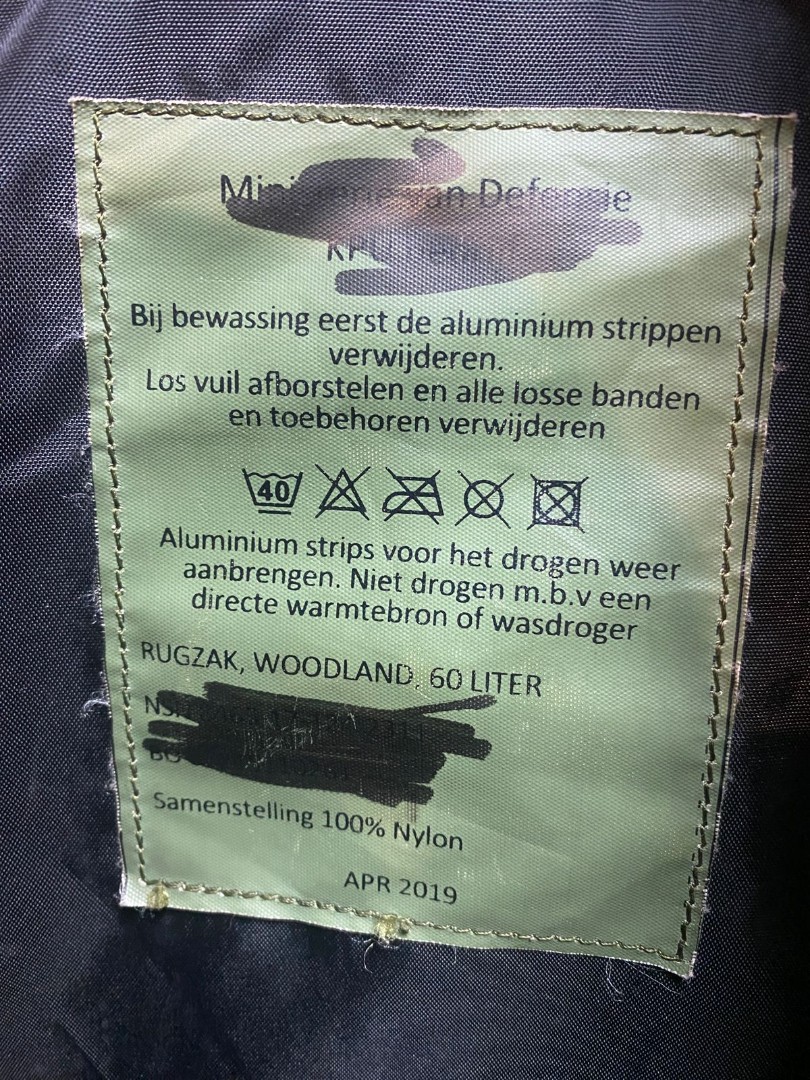 Bij bewassing eerst de aluminium strippen
verwijderen.
Los vuil afborstelen en alle losse banden
en toebehoren verwijderen
40
Aluminium strips voor het drogen weer
aanbrengen. Niet drogen m.b.v een
directe warmtebron of wasdroger
RUGZAK, WOODLAND, 60 LITER
Samenstelling 100% Nylon
APR 2019